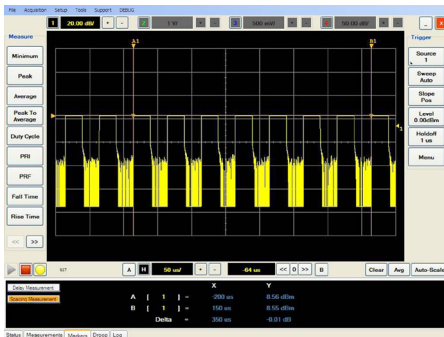 File Acquisition Setup Tools Support DEBUG
1 20.00 dB/ + - 2 3 500 mV/ 4 50.00 dB/ _ X
Measure
Minimum
Peak
Average
Peak To
Average
Duty Cycle
PRI
PRF
Fall Time
Rise Time
<< >>
A1 B1
1
Trigger
Source
1
Sweep
Auto
Slope
Pos
Level
0.00dBm
Holdoff
1 us
Menu
A H 50 us/ + - -64 us << 0 >> B Clear Avg Auto-Scale
Delay Measurement
Spacing Measurement
X Y
A [ 1 ] = -200 us 8.56 dBm
B [ 1 ] = 150 us 8.55 dBm
Delta = 350 us -0.01 dB
Status Measurements Markers Droop Log